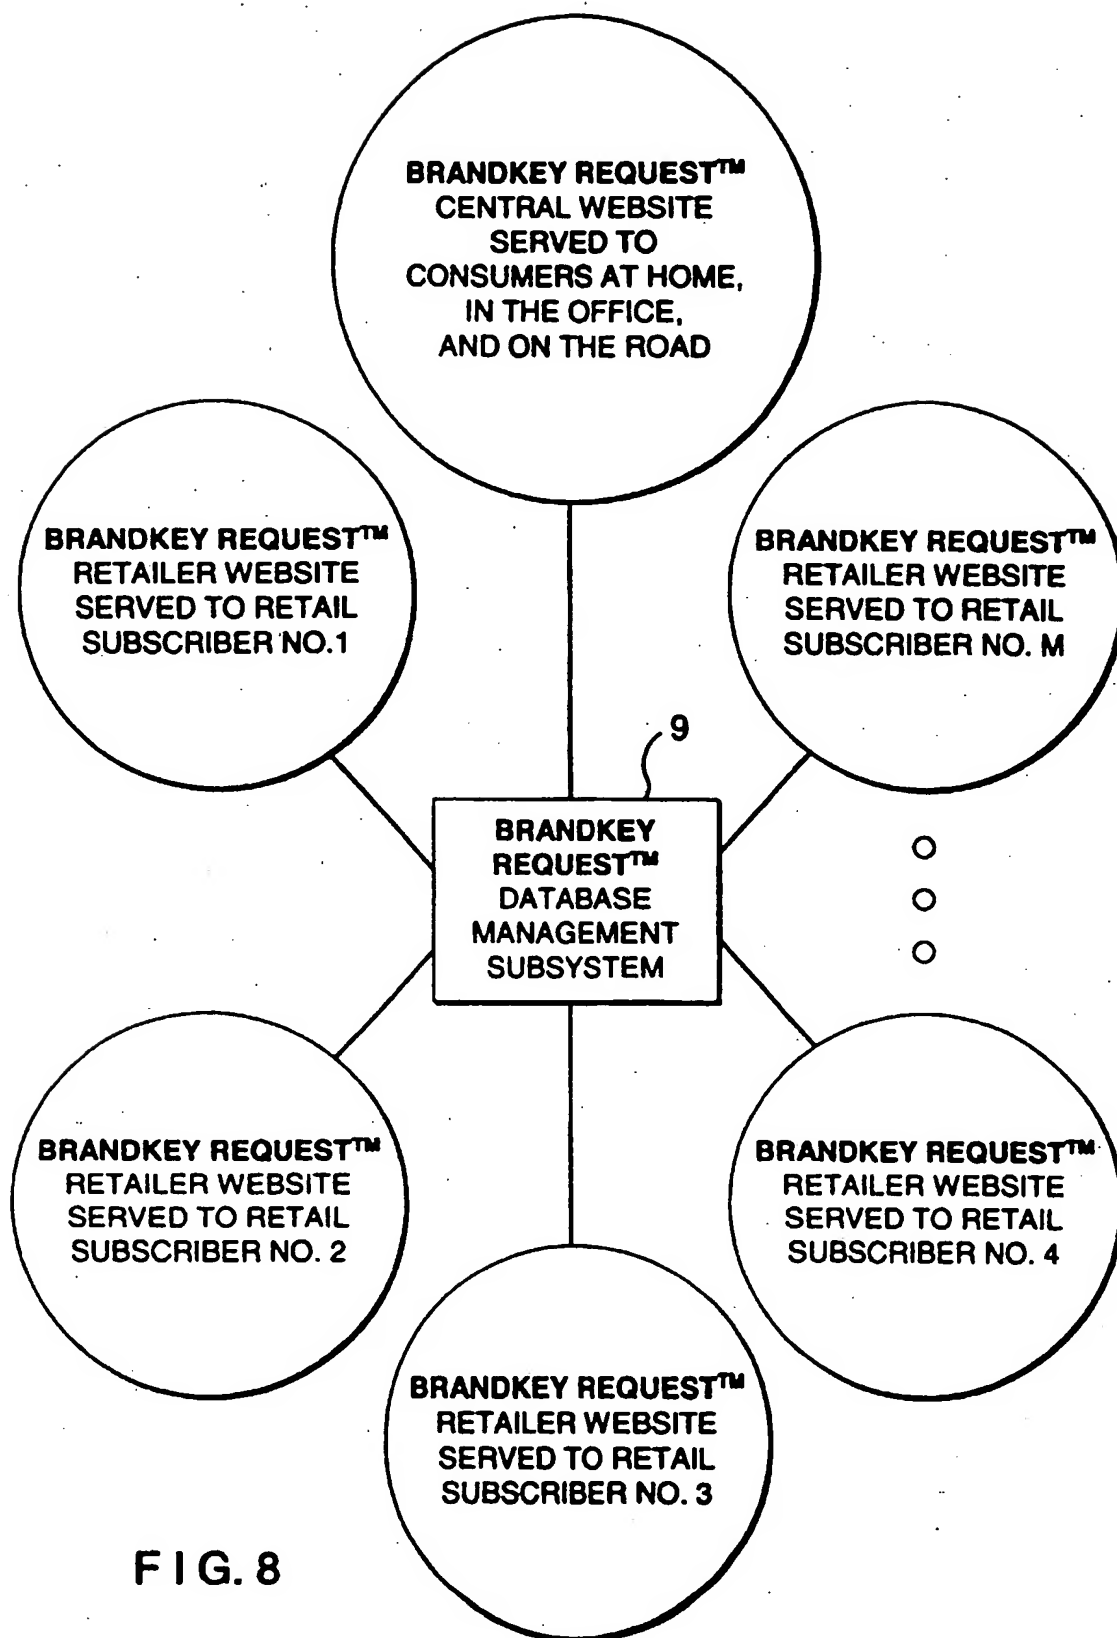 BRANDKEY REQUEST™
CENTRAL WEBSITE
SERVED TO
CONSUMERS AT HOME,
IN THE OFFICE,
AND ON THE ROAD
BRANDKEY REQUEST™
RETAILER WEBSITE
SERVED TO RETAIL
SUBSCRIBER NO.1
BRANDKEY REQUEST™
RETAILER WEBSITE
SERVED TO RETAIL
SUBSCRIBER NO. M
9
BRANDKEY
REQUEST™
DATABASE
MANAGEMENT
SUBSYSTEM
BRANDKEY REQUEST™
RETAILER WEBSITE
SERVED TO RETAIL
SUBSCRIBER NO. 2
BRANDKEY REQUEST™
RETAILER WEBSITE
SERVED TO RETAIL
SUBSCRIBER NO. 4
BRANDKEY REQUEST™
RETAILER WEBSITE
SERVED TO RETAIL
SUBSCRIBER NO. 3
FIG. 8